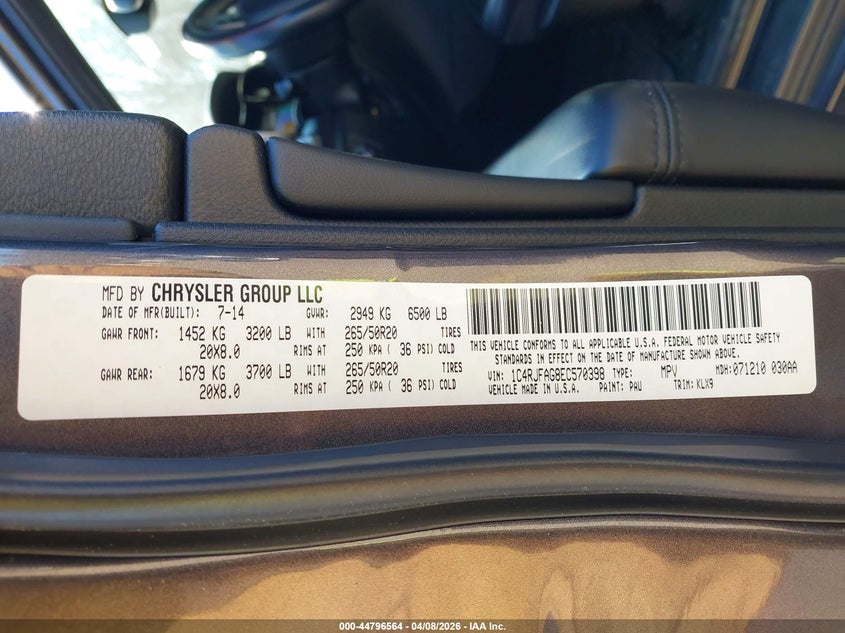 MFD BY CHRYSLER GROUP LLC
DATE OF MFR(BUILT): 7-14 GVWR: 2949 KG 6500 LB
GAWR FRONT: 1452 KG 3200 LB WITH 265/50R20 TIRES
20X8.0 RIMS AT 250 KPA ( 36 PSI) COLD
GAWR REAR: 1679 KG 3700 LB WITH 265/50R20 TIRES
20X8.0 RIMS AT 250 KPA ( 36 PSI) COLD
THIS VEHICLE CONFORMS TO ALL APPLICABLE U.S.A. FEDERAL MOTOR VEHICLE SAFETY
STANDARDS IN EFFECT ON THE DATE OF MANUFACTURE SHOWN ABOVE.
VIN: 1C4RJFAG8EC570398 TYPE: MPV MDH: 071210 030AA
VEHICLE MADE IN U.S.A. PAINT: PAU TRIM: KLX9
000-44796564 - 04/08/2026 - IAA Inc.